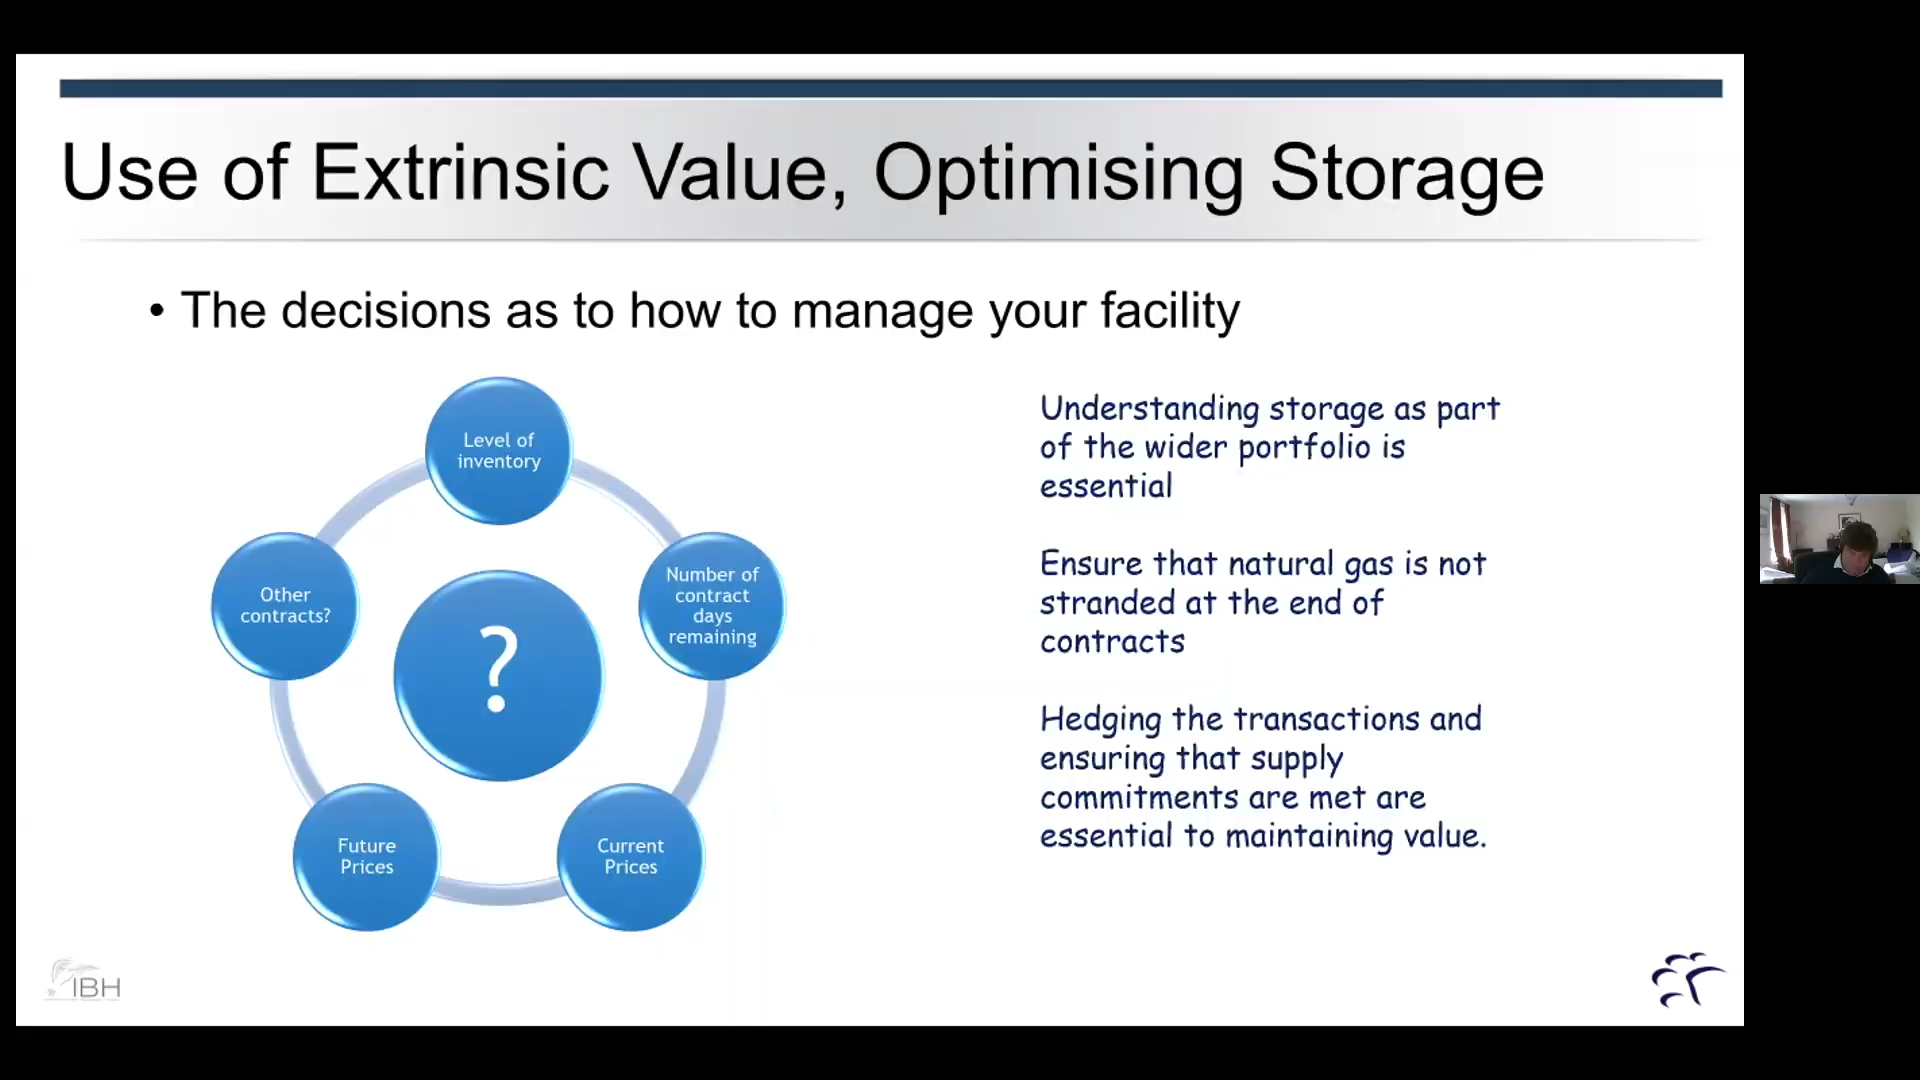 Use of Extrinsic Value, Optimising Storage
• The decisions as to how to manage your facility
Level of
inventory
Number of
contract
days
remaining
Current
Prices
Future
Prices
Other
contracts?
?
Understanding storage as part
of the wider portfolio is
essential
Ensure that natural gas is not
stranded at the end of
contracts
Hedging the transactions and
ensuring that supply
commitments are met are
essential to maintaining value.
IBH